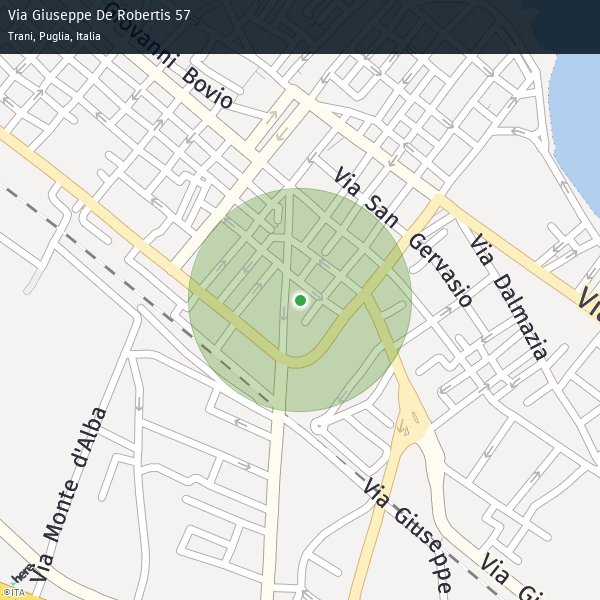 Via Giuseppe De Robertis 57
Trani, Puglia, Italia
Giovanni Bovio
Via San Gervasio
Via Dalmazia
Via
Via Monte d'Alba
Via Giuseppe
Via Gi
here
©ITA